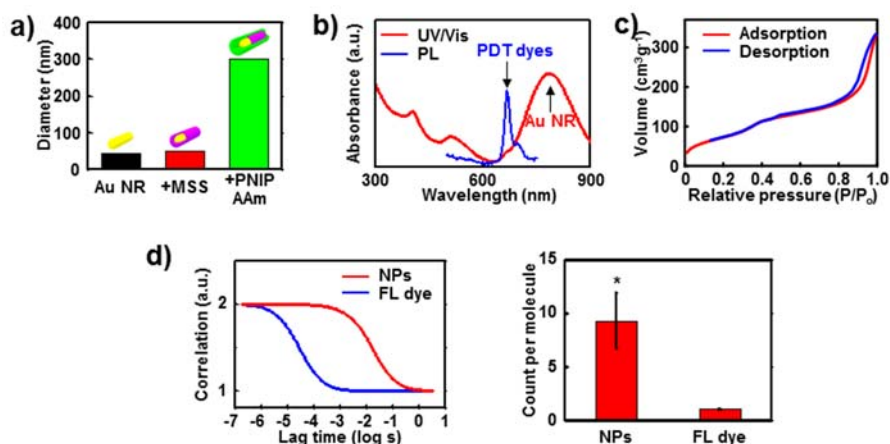 a)
400
300
200
100
0
Diameter (nm)
Au NR
+MSS
+PNIP
AAm
b)
UV/Vis
PL
PDT dyes
Au NR
Absorbance (a.u.)
300
600
900
Wavelength (nm)
c)
Adsorption
Desorption
300
200
100
0
Volume (cm³g⁻¹)
0
0.2
0.4
0.6
0.8
1.0
Relative pressure (P/Pₒ)
d)
NPs
FL dye
2
1
Correlation (a.u.)
-7
-6
-5
-4
-3
-2
-1
0
1
Lag time (log s)
15
10
5
0
Count per molecule
*
NPs
FL dye